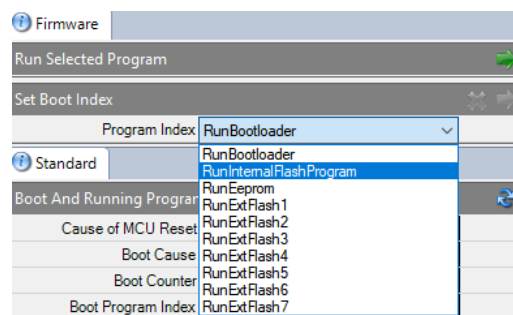 Firmware
Run Selected Program
Set Boot Index
Program Index RunBootloader
RunBootloader
Standard
RunInternalFlashProgram
Boot And Running Program
RunEeprom
RunExtFlash1
Cause of MCU Reset
RunExtFlash2
RunExtFlash3
Boot Cause
RunExtFlash4
RunExtFlash5
Boot Counter
RunExtFlash6
Boot Program Index RunExtFlash7